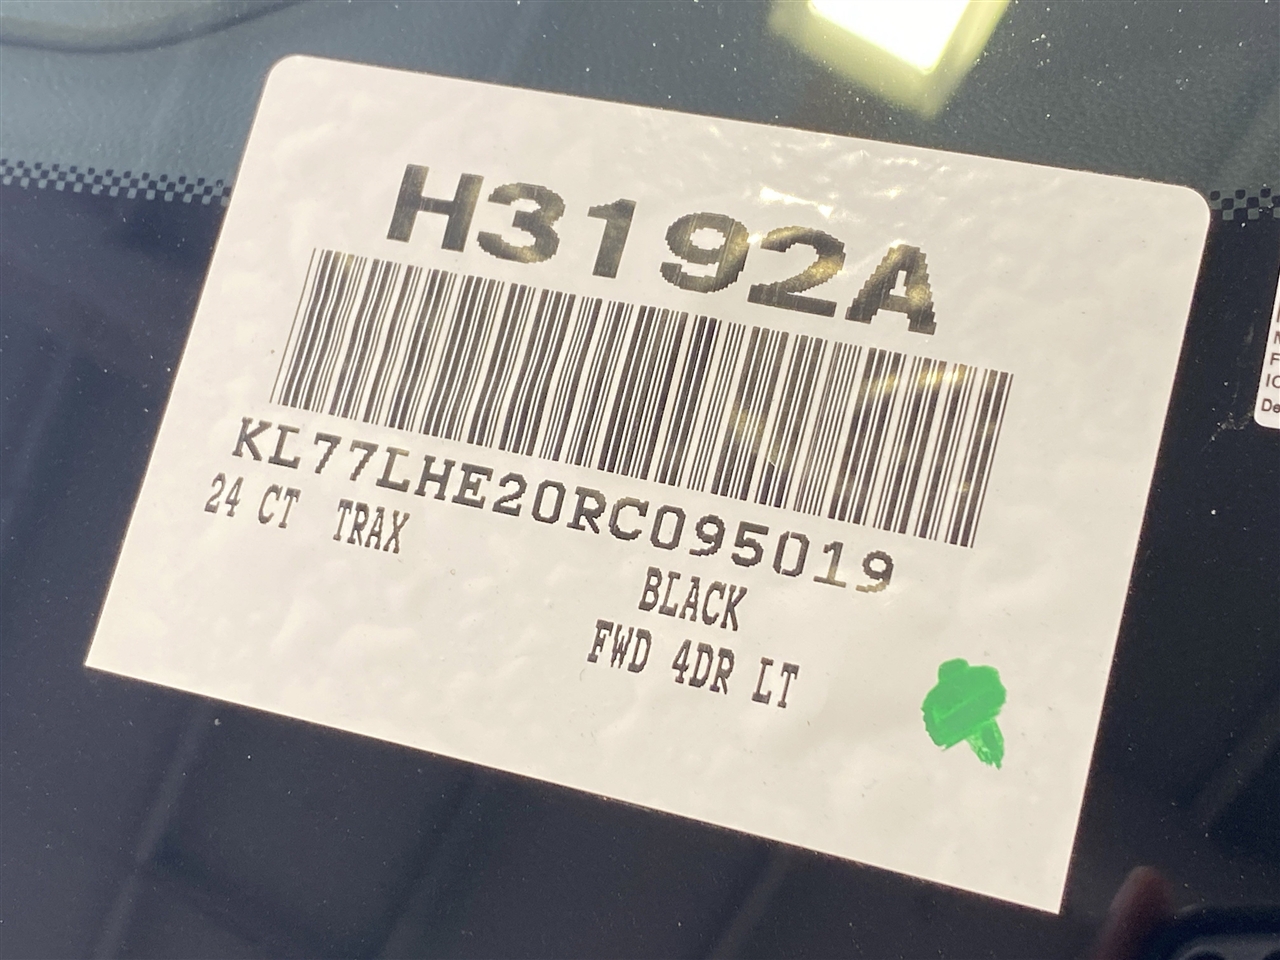 H3192A
KL77LHE20RC095019
24 CT TRAX
BLACK
FWD 4DR LT